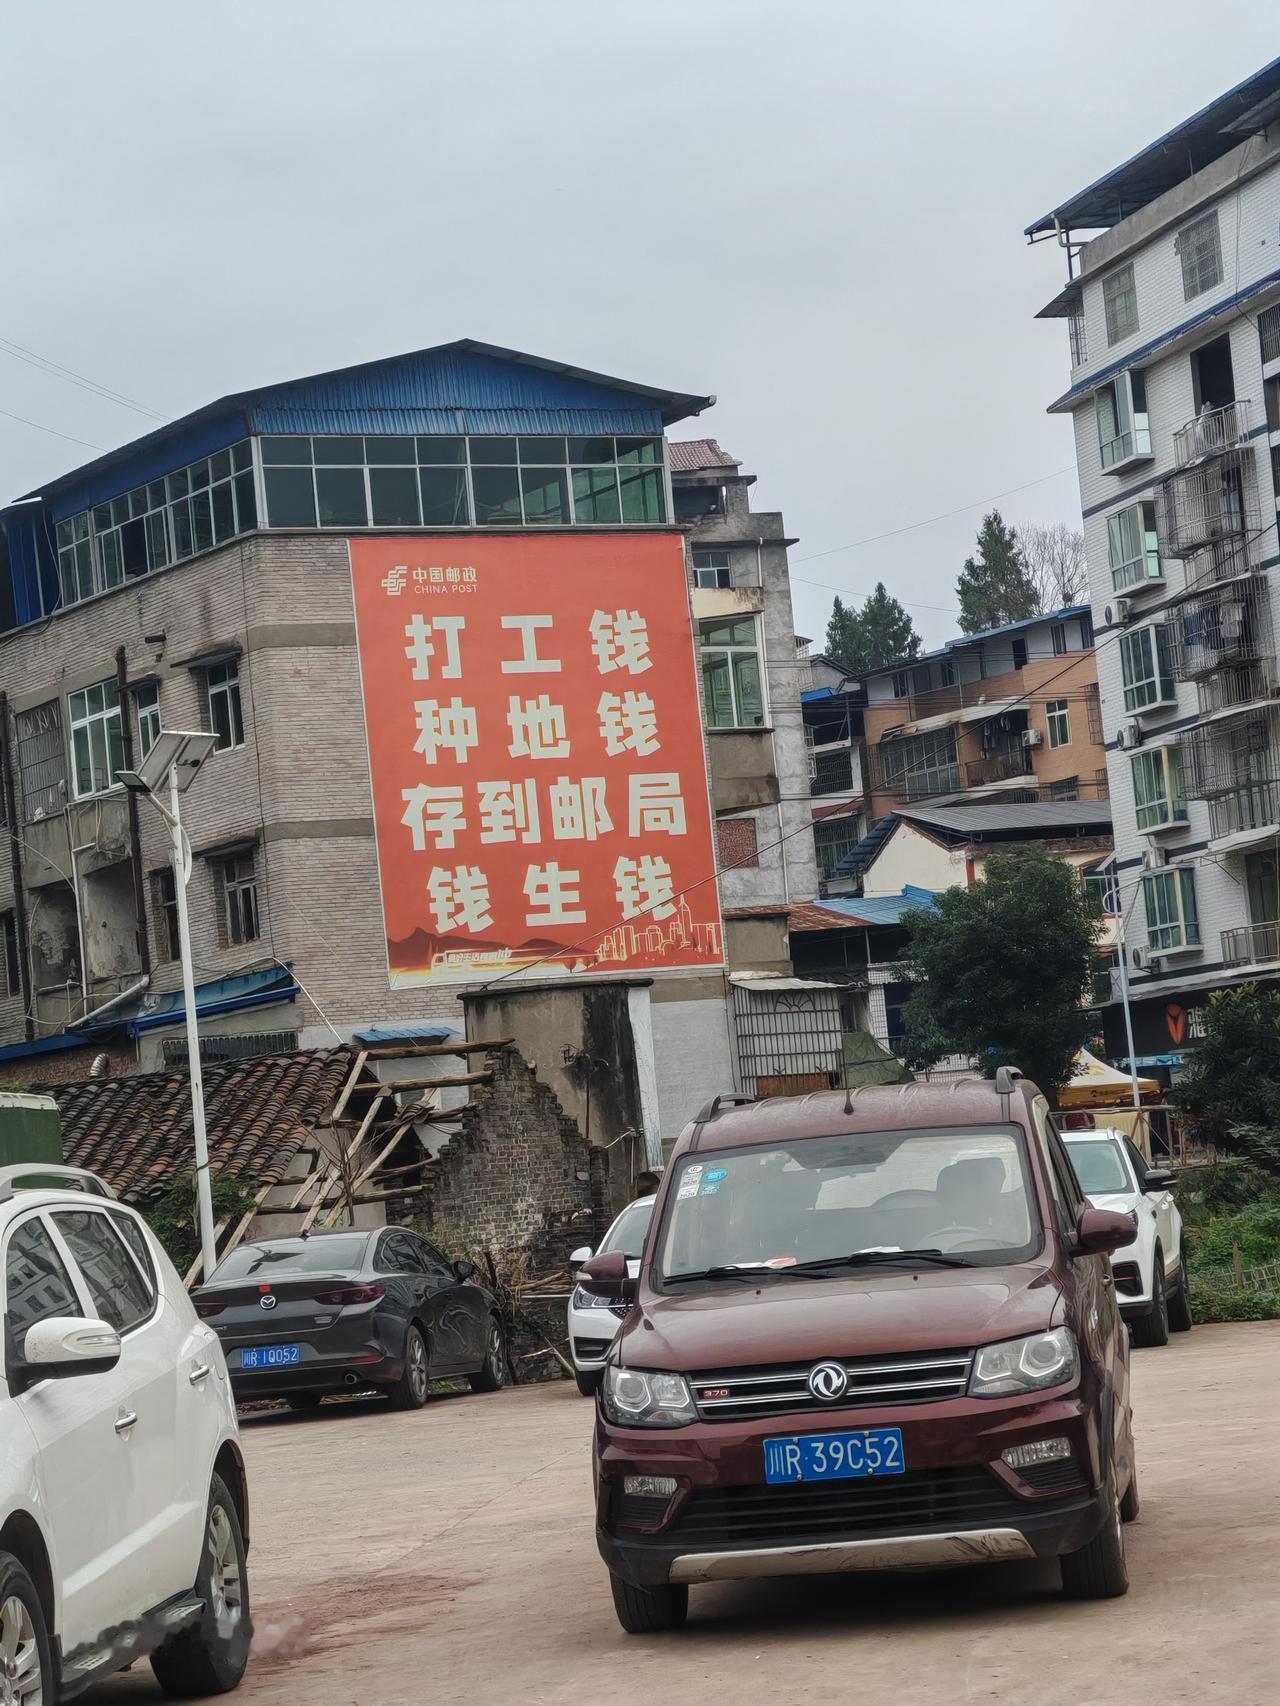 中国邮政
CHINA POST
打工钱
种地钱
存到邮局
钱生钱
川R·1Q052
370
川R·39C52